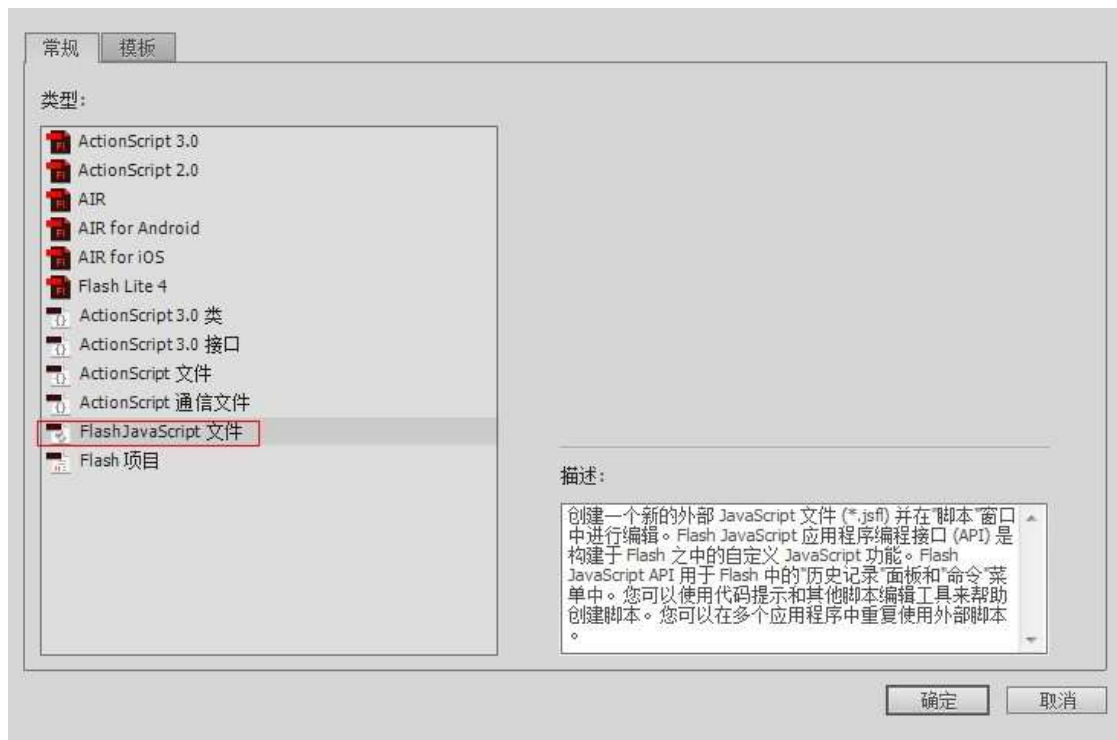 常规 模板
类型:
ActionScript 3.0
ActionScript 2.0
AIR
AIR for Android
AIR for iOS
Flash Lite 4
ActionScript 3.0 类
ActionScript 3.0 接口
ActionScript 文件
ActionScript 通信文件
FlashJavaScript 文件
Flash 项目
描述:
创建一个新的外部 JavaScript 文件 (*.jsfl) 并在"脚本"窗口
中进行编辑。Flash JavaScript 应用程序编程接口 (API) 是
构建于 Flash 之中的自定义 JavaScript 功能。Flash
JavaScript API 用于 Flash 中的"历史记录"面板和"命令"菜
单中。您可以使用代码提示和其他脚本编辑工具来帮助
创建脚本。您可以在多个应用程序中重复使用外部脚本
。
确定 取消